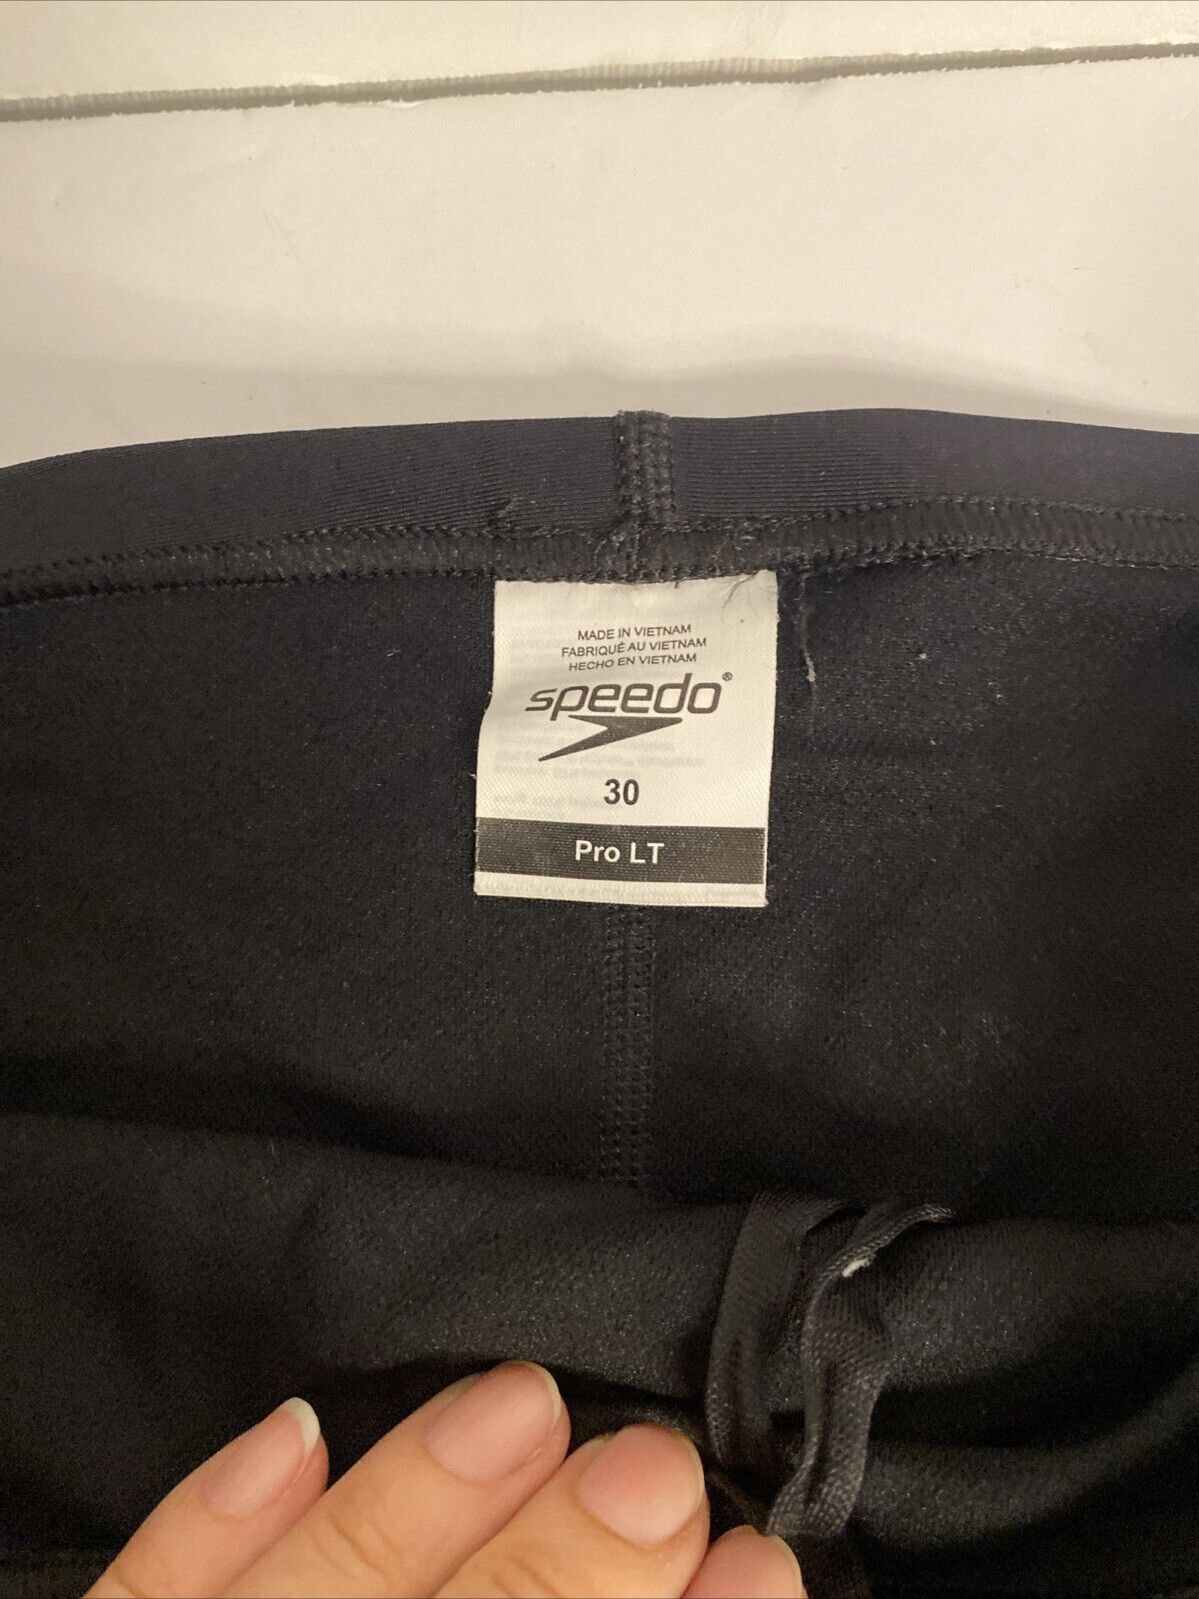 MADE IN VIETNAM
FABRIQUÉ AU VIETNAM
HECHO EN VIETNAM
speedo®
30
Pro LT